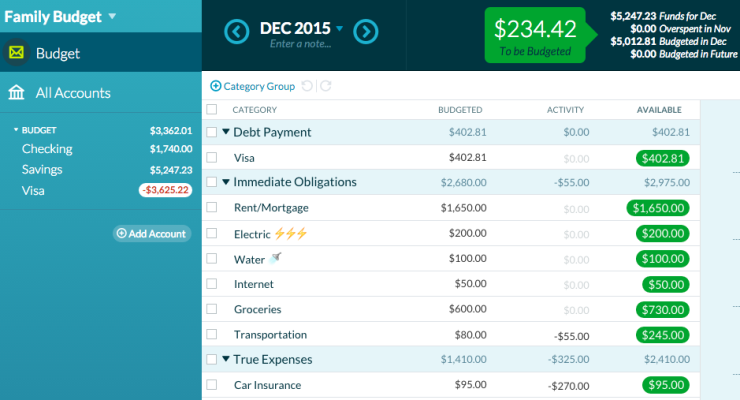 Family Budget
Budget
All Accounts
BUDGET $3,362.01
Checking $1,740.00
Savings $5,247.23
Visa -$3,625.22
Add Account
DEC 2015
Enter a note...
$234.42
To be Budgeted
$5,247.23 Funds for Dec
$0.00 Overspent in Nov
$5,012.81 Budgeted in Dec
$0.00 Budgeted in Future
Category Group
CATEGORY BUDGETED ACTIVITY AVAILABLE
Debt Payment $402.81 $0.00 $402.81
Visa $402.81 $0.00 $402.81
Immediate Obligations $2,680.00 -$55.00 $2,975.00
Rent/Mortgage $1,650.00 $0.00 $1,650.00
Electric ⚡⚡⚡ $200.00 $0.00 $200.00
Water 🚿 $100.00 $0.00 $100.00
Internet $50.00 $0.00 $50.00
Groceries $600.00 $0.00 $730.00
Transportation $80.00 -$55.00 $245.00
True Expenses $1,410.00 -$325.00 $2,410.00
Car Insurance $95.00 -$270.00 $95.00